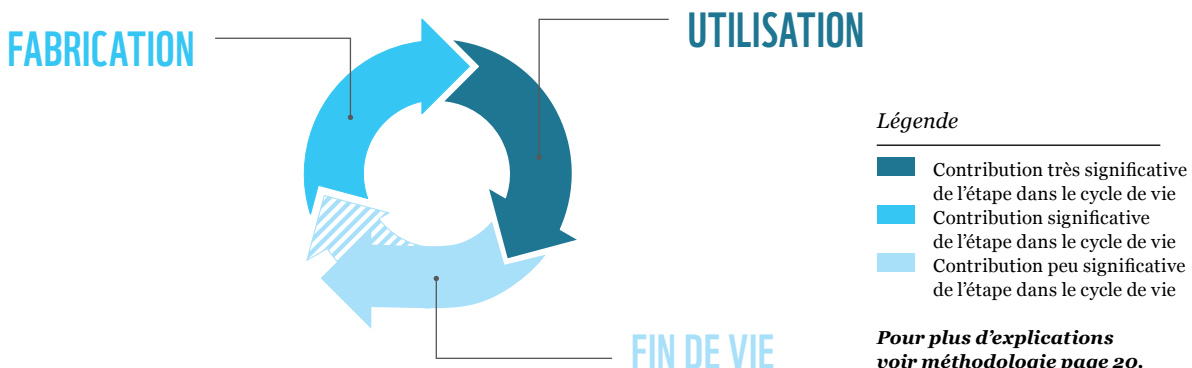 FABRICATION
UTILISATION
Légende
Contribution très significative
de l'étape dans le cycle de vie
Contribution significative
de l'étape dans le cycle de vie
Contribution peu significative
de l'étape dans le cycle de vie
FIN DE VIE
Pour plus d'explications
voir méthodologie page 20.